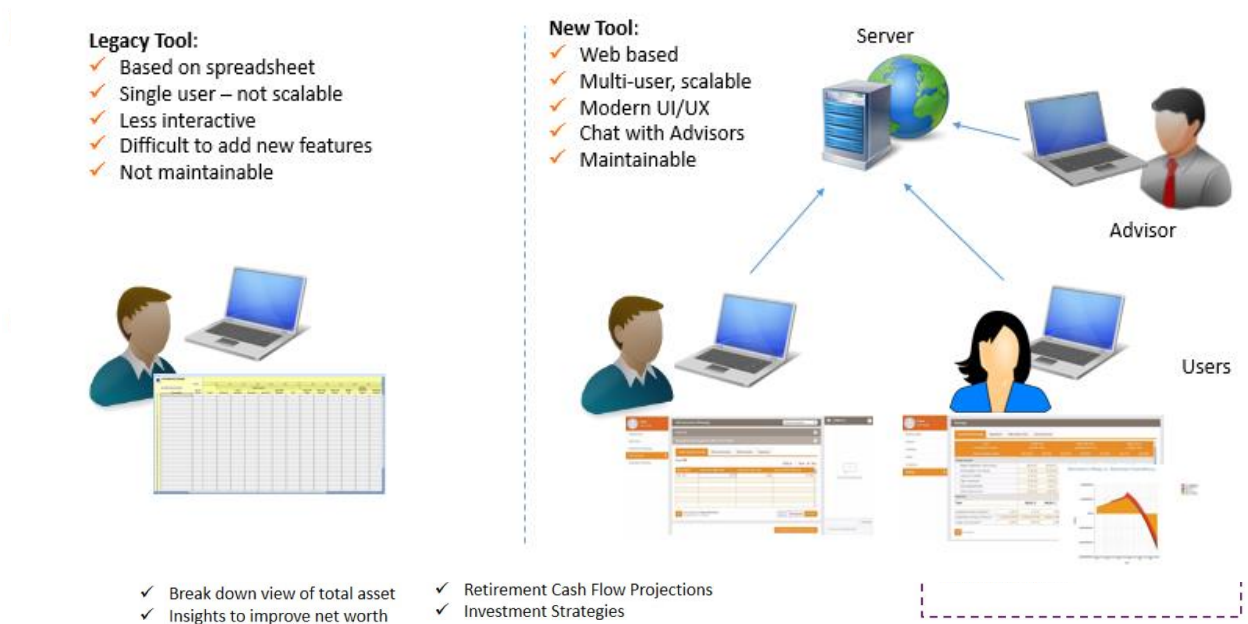 Legacy Tool:
Based on spreadsheet
Single user – not scalable
Less interactive
Difficult to add new features
Not maintainable
New Tool:
Web based
Multi-user, scalable
Modern UI/UX
Chat with Advisors
Maintainable
Server
Advisor
Users
Break down view of total asset
Insights to improve net worth
Retirement Cash Flow Projections
Investment Strategies